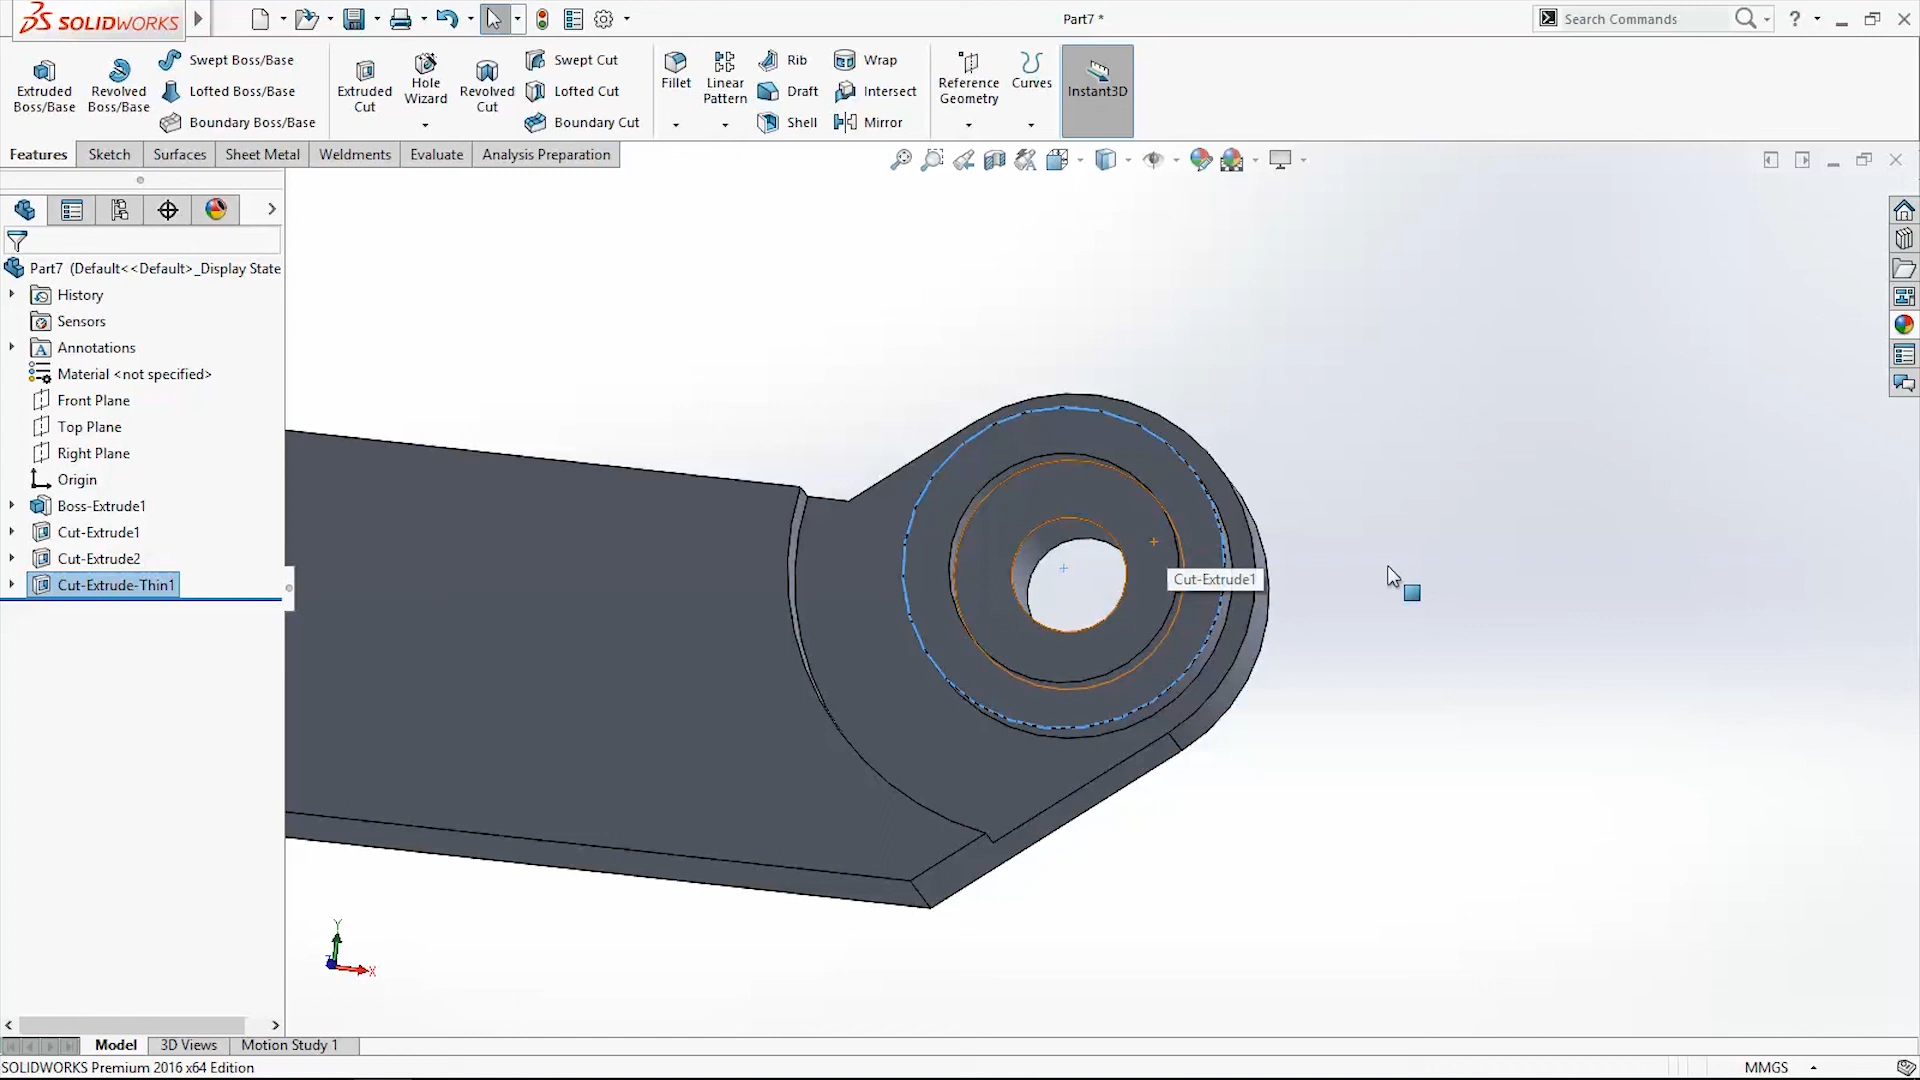 SOLIDWORKS
Part7 *
Search Commands
?
Extruded Boss/Base
Revolved Boss/Base
Swept Boss/Base
Lofted Boss/Base
Boundary Boss/Base
Extruded Cut
Hole Wizard
Revolved Cut
Swept Cut
Lofted Cut
Boundary Cut
Fillet
Linear Pattern
Rib
Draft
Shell
Wrap
Intersect
Mirror
Reference Geometry
Curves
Instant3D
Features
Sketch
Surfaces
Sheet Metal
Weldments
Evaluate
Analysis Preparation
Part7 (Default<<Default>_Display State
History
Sensors
Annotations
Material <not specified>
Front Plane
Top Plane
Right Plane
Origin
Boss-Extrude1
Cut-Extrude1
Cut-Extrude2
Cut-Extrude-Thin1
Cut-Extrude1
Y
X
Model
3D Views
Motion Study 1
SOLIDWORKS Premium 2016 x64 Edition
MMGS